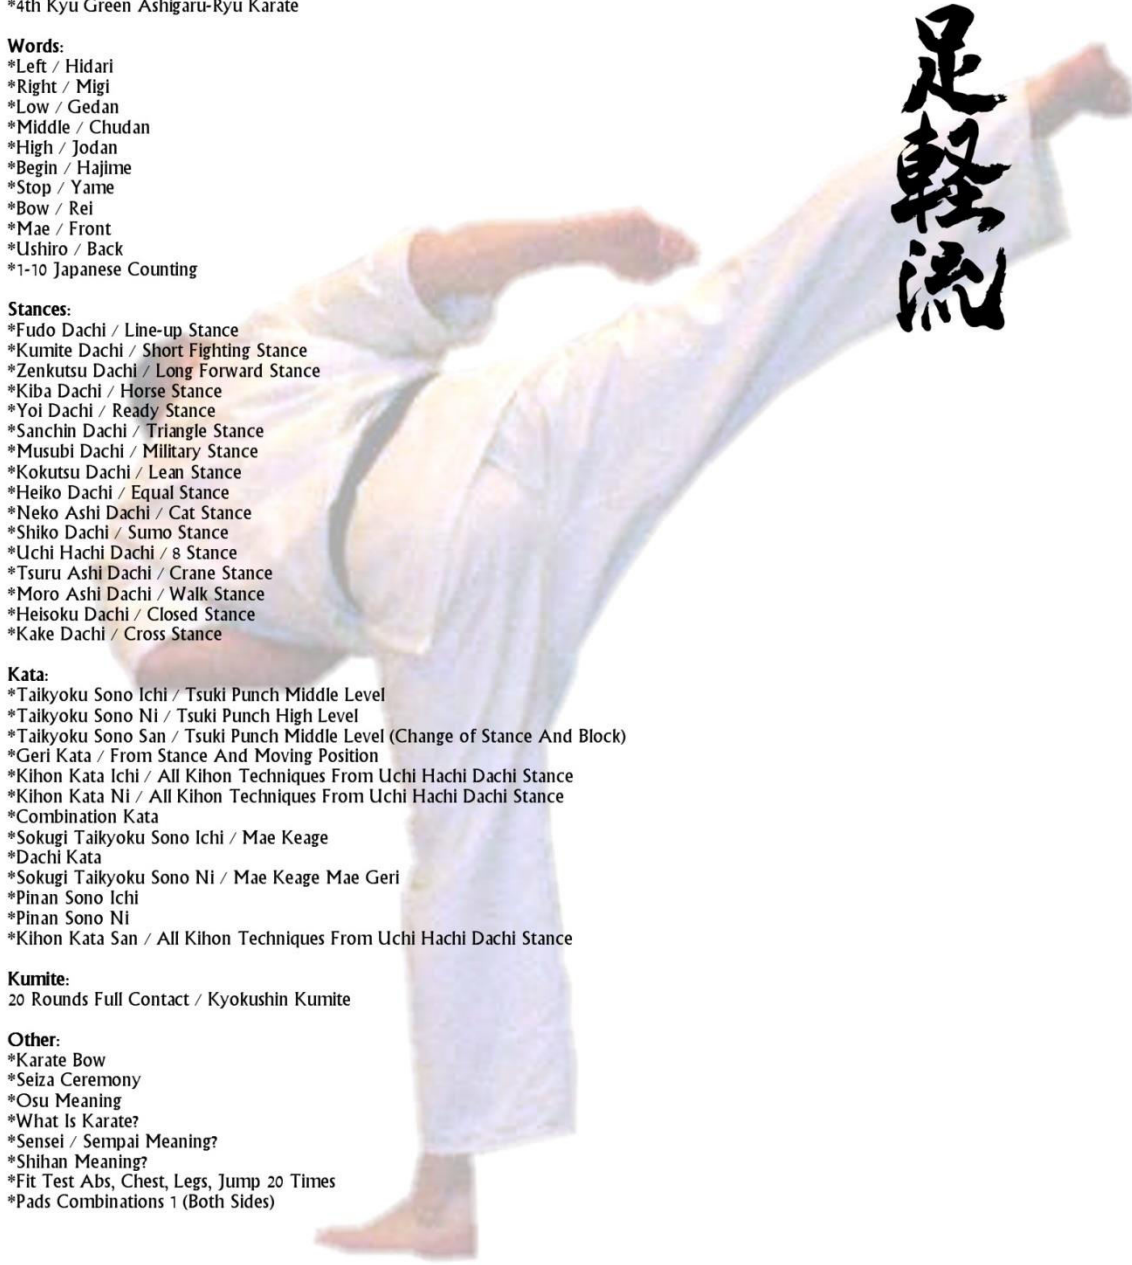 *4th Kyu Green Ashigaru-Ryu Karate
Words:
*Left / Hidari
*Right / Migi
*Low / Gedan
*Middle / Chudan
*High / Jodan
*Begin / Hajime
*Stop / Yame
*Bow / Rei
*Mae / Front
*Ushiro / Back
*1-10 Japanese Counting
Stances:
*Fudo Dachi / Line-up Stance
*Kumite Dachi / Short Fighting Stance
*Zenkutsu Dachi / Long Forward Stance
*Kiba Dachi / Horse Stance
*Yoi Dachi / Ready Stance
*Sanchin Dachi / Triangle Stance
*Musubi Dachi / Military Stance
*Kokutsu Dachi / Lean Stance
*Heiko Dachi / Equal Stance
*Neko Ashi Dachi / Cat Stance
*Shiko Dachi / Sumo Stance
*Uchi Hachi Dachi / 8 Stance
*Tsuru Ashi Dachi / Crane Stance
*Moro Ashi Dachi / Walk Stance
*Heisoku Dachi / Closed Stance
*Kake Dachi / Cross Stance
Kata:
*Taikyoku Sono Ichi / Tsuki Punch Middle Level
*Taikyoku Sono Ni / Tsuki Punch High Level
*Taikyoku Sono San / Tsuki Punch Middle Level (Change of Stance And Block)
*Geri Kata / From Stance And Moving Position
*Kihon Kata Ichi / All Kihon Techniques From Uchi Hachi Dachi Stance
*Kihon Kata Ni / All Kihon Techniques From Uchi Hachi Dachi Stance
*Combination Kata
*Sokugi Taikyoku Sono Ichi / Mae Keage
*Dachi Kata
*Sokugi Taikyoku Sono Ni / Mae Keage Mae Geri
*Pinan Sono Ichi
*Pinan Sono Ni
*Kihon Kata San / All Kihon Techniques From Uchi Hachi Dachi Stance
Kumite:
20 Rounds Full Contact / Kyokushin Kumite
Other:
*Karate Bow
*Seiza Ceremony
*Osu Meaning
*What Is Karate?
*Sensei / Sempai Meaning?
*Shihan Meaning?
*Fit Test Abs, Chest, Legs, Jump 20 Times
*Pads Combinations 1 (Both Sides)
足軽流